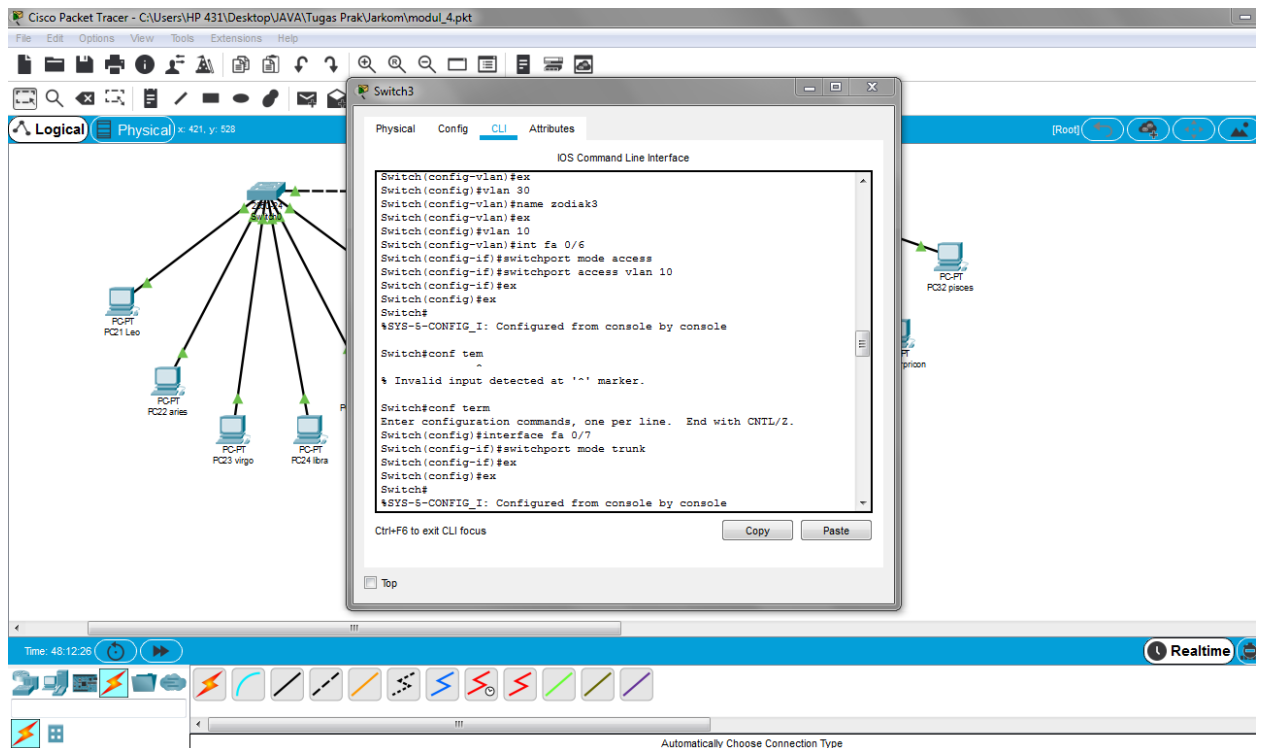 Cisco Packet Tracer - C:\Users\HP 431\Desktop\JAVA\Tugas Prak\Jarkom\modul_4.pkt
File Edit Options View Tools Extensions Help
Logical
Physical
x: 421, y: 528
[Root]
Switch3
Physical Config CLI Attributes
IOS Command Line Interface
Switch(config-vlan)#ex
Switch(config)#vlan 30
Switch(config-vlan)#name zodiak3
Switch(config-vlan)#ex
Switch(config)#vlan 10
Switch(config-vlan)#int fa 0/6
Switch(config-if)#switchport mode access
Switch(config-if)#switchport access vlan 10
Switch(config-if)#ex
Switch(config)#ex
Switch#
%SYS-5-CONFIG_I: Configured from console by console
Switch#conf tem
^
% Invalid input detected at '^' marker.
Switch#conf term
Enter configuration commands, one per line. End with CNTL/Z.
Switch(config)#interface fa 0/7
Switch(config-if)#switchport mode trunk
Switch(config-if)#ex
Switch(config)#ex
Switch#
%SYS-5-CONFIG_I: Configured from console by console
Ctrl+F6 to exit CLI focus
Copy
Paste
Top
PC-PT
PC21 Leo
PC-PT
PC22 aries
PC-PT
PC23 virgo
PC-PT
PC24 libra
PC-PT
PC32 pisces
Time: 48:12:26
Realtime
Automatically Choose Connection Type